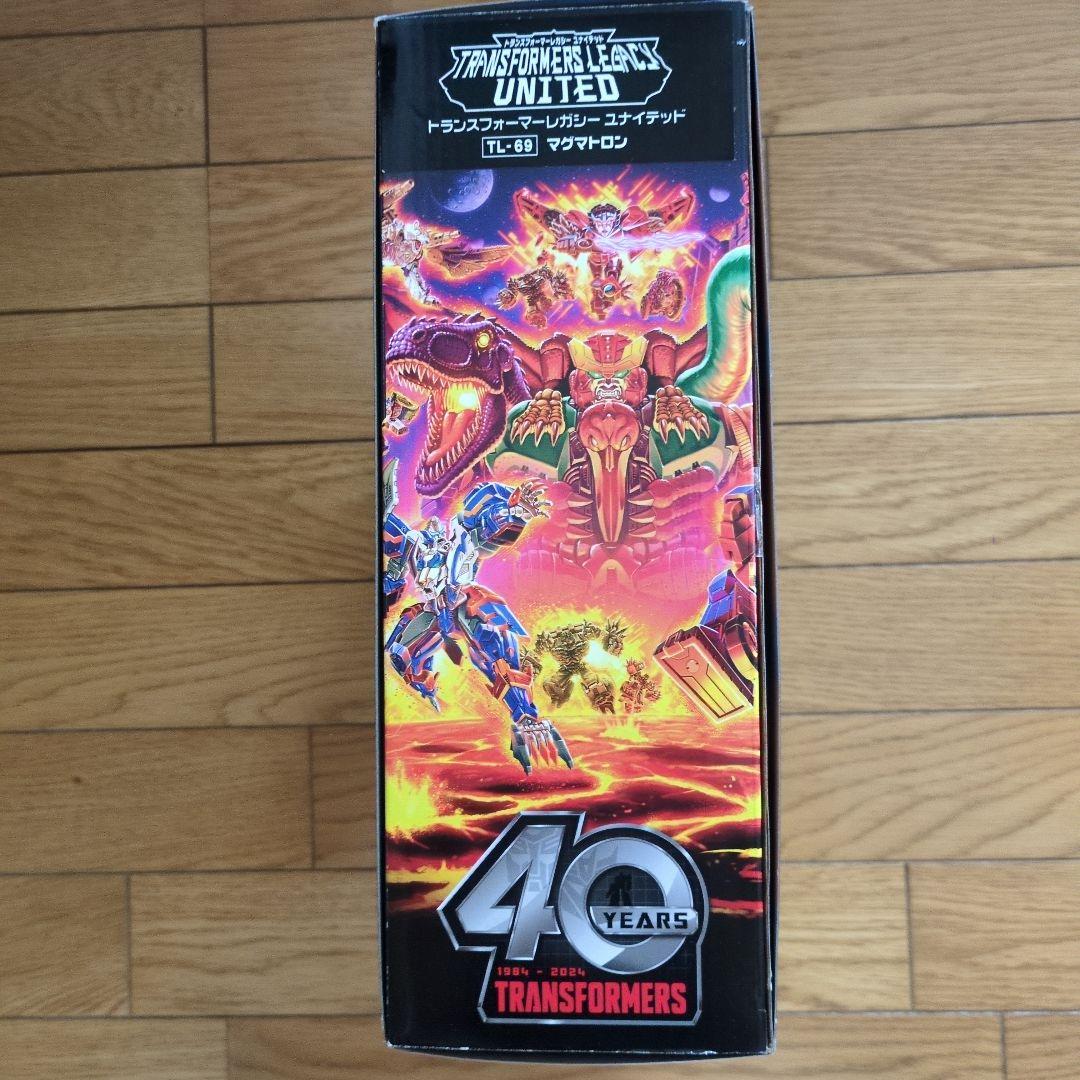 トランスフォーマーレガシー ユナイテッド
TRANSFORMERS LEGACY
UNITED
トランスフォーマーレガシー ユナイテッド
TL-69 マグマトロン
40
YEARS
1984 - 2024
TRANSFORMERS